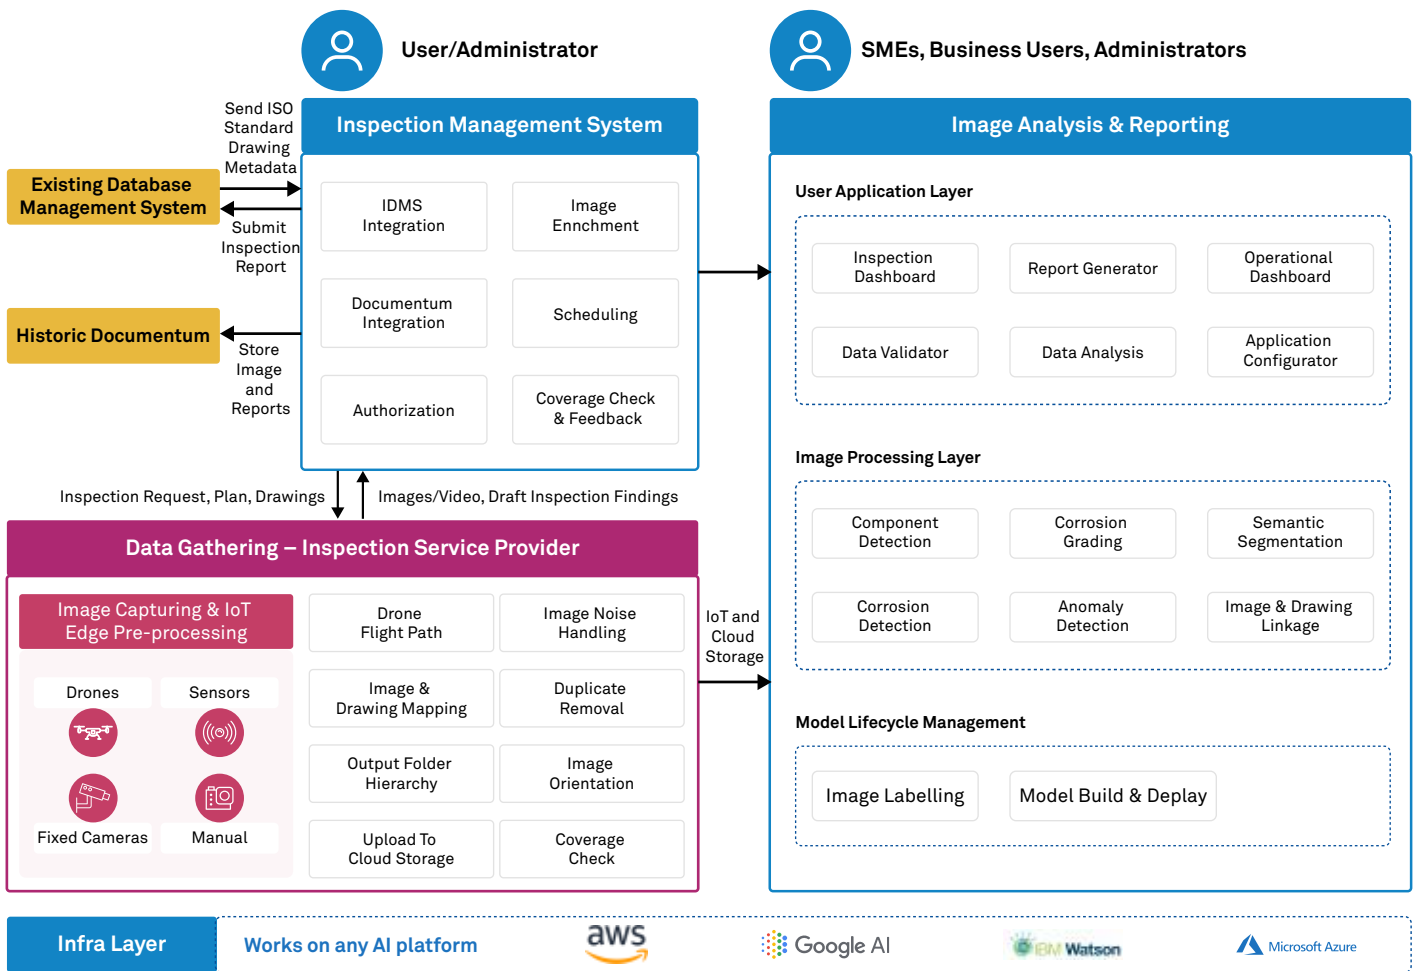 User/Administrator
SMEs, Business Users, Administrators
Send ISO
Standard
Drawing
Metadata
Existing Database
Management System
Submit
Inspection
Report
Historic Documentum
Store
Image
and
Reports
Inspection Management System
IDMS
Integration
Image
Ennchment
Documentum
Integration
Scheduling
Authorization
Coverage Check
& Feedback
Inspection Request, Plan, Drawings
Images/Video, Draft Inspection Findings
Data Gathering – Inspection Service Provider
Image Capturing & IoT
Edge Pre-processing
Drones
Sensors
Fixed Cameras
Manual
Drone
Flight Path
Image Noise
Handling
Image &
Drawing Mapping
Duplicate
Removal
Output Folder
Hierarchy
Image
Orientation
Upload To
Cloud Storage
Coverage
Check
IoT and
Cloud
Storage
Image Analysis & Reporting
User Application Layer
Inspection
Dashboard
Report Generator
Operational
Dashboard
Data Validator
Data Analysis
Application
Configurator
Image Processing Layer
Component
Detection
Corrosion
Grading
Semantic
Segmentation
Corrosion
Detection
Anomaly
Detection
Image & Drawing
Linkage
Model Lifecycle Management
Image Labelling
Model Build & Deploy
Infra Layer
Works on any AI platform
aws
Google AI
IBM Watson
Microsoft Azure